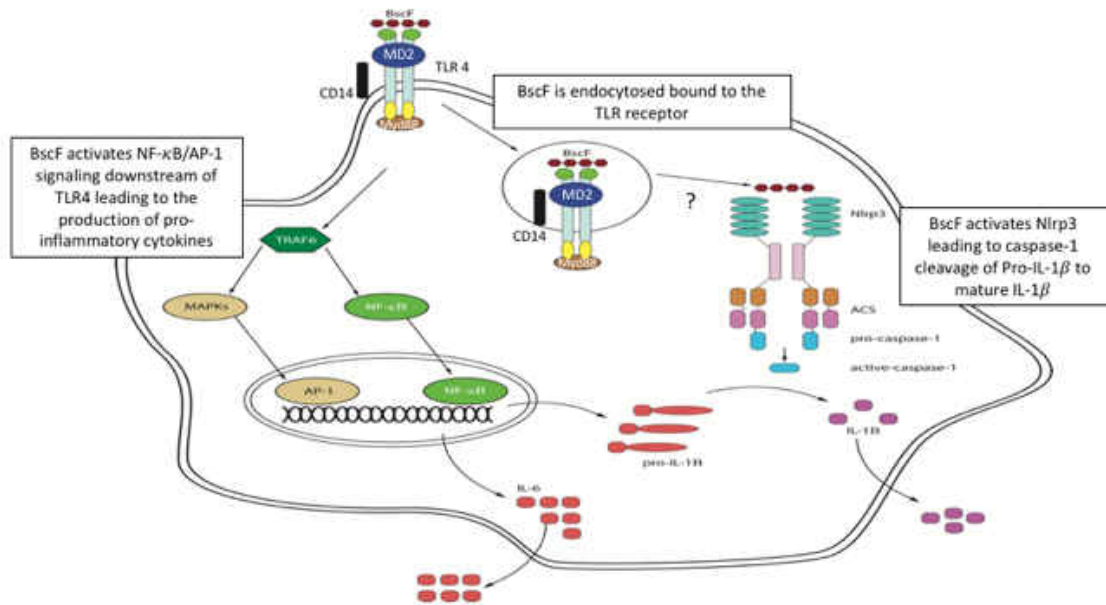 BscF
MD2
TLR 4
CD14
Myd88
BscF is endocytosed bound to the
TLR receptor
BscF activates NF-κB/AP-1
signaling downstream of
TLR4 leading to the
production of pro-
inflammatory cytokines
BscF
MD2
CD14
Myd88
?
Nlrp3
BscF activates Nlrp3
leading to caspase-1
cleavage of Pro-IL-1β to
mature IL-1β
TRAF6
MAPKs
NF-κB
ACS
pro-caspase-1
active-caspase-1
AP-1
NF-κB
pro-IL-1B
IL-1B
IL-6